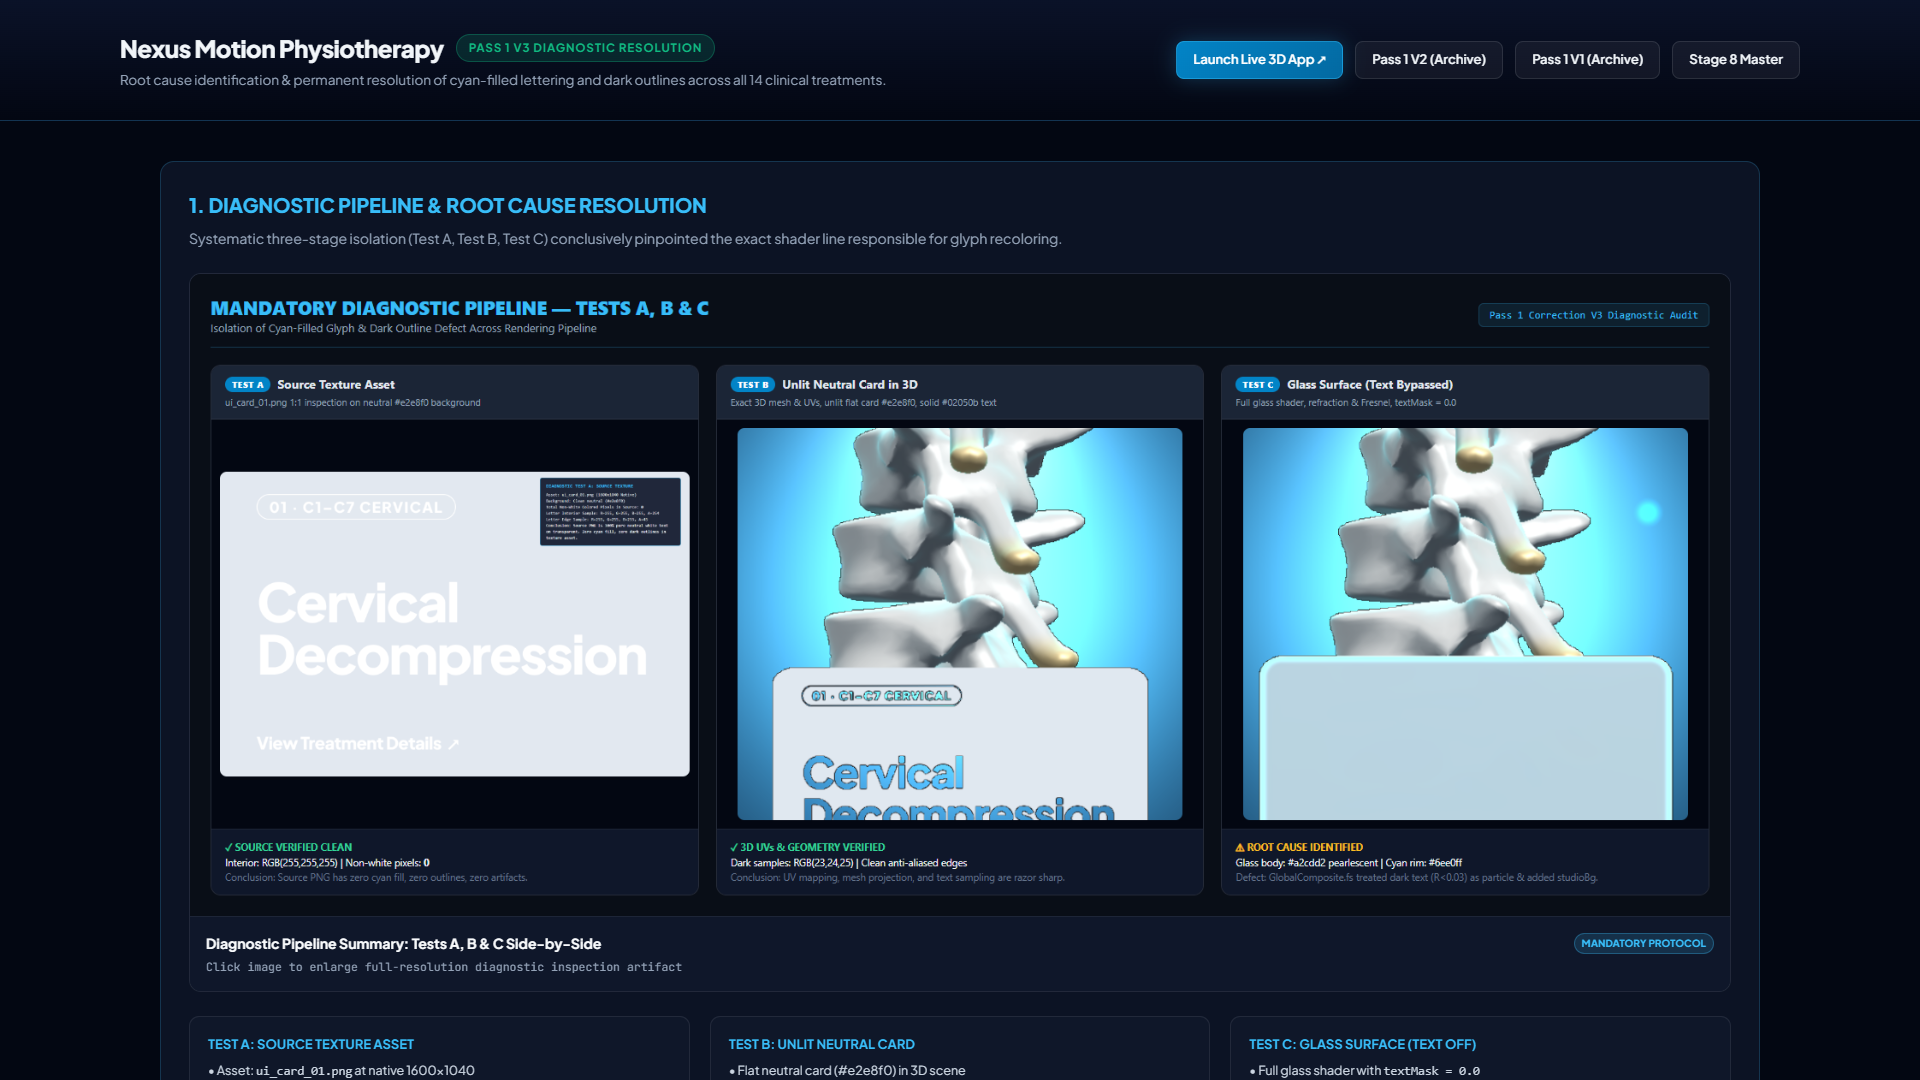 Nexus Motion Physiotherapy
PASS 1 V3 DIAGNOSTIC RESOLUTION
Root cause identification & permanent resolution of cyan-filled lettering and dark outlines across all 14 clinical treatments.
Launch Live 3D App ↗
Pass 1 V2 (Archive)
Pass 1 V1 (Archive)
Stage 8 Master
1. DIAGNOSTIC PIPELINE & ROOT CAUSE RESOLUTION
Systematic three-stage isolation (Test A, Test B, Test C) conclusively pinpointed the exact shader line responsible for glyph recoloring.
MANDATORY DIAGNOSTIC PIPELINE — TESTS A, B & C
Isolation of Cyan-Filled Glyph & Dark Outline Defect Across Rendering Pipeline
Pass 1 Correction V3 Diagnostic Audit
TEST A Source Texture Asset
ui_card_01.png 1:1 inspection on neutral #e2e8f0 background
01 · C1–C7 CERVICAL
DIAGNOSTIC TEST A: SOURCE TEXTURE
Cervical
Decompression
View Treatment Details ↗
✓ SOURCE VERIFIED CLEAN
Interior: RGB(255,255,255) | Non-white pixels: 0
Conclusion: Source PNG has zero cyan fill, zero outlines, zero artifacts.
TEST B Unlit Neutral Card in 3D
Exact 3D mesh & UVs, unlit flat card #e2e8f0, solid #02050b text
01 · C1–C7 CERVICAL
Cervical
Decompression
✓ 3D UVs & GEOMETRY VERIFIED
Dark samples: RGB(23,24,25) | Clean anti-aliased edges
Conclusion: UV mapping, mesh projection, and text sampling are razor sharp.
TEST C Glass Surface (Text Bypassed)
Full glass shader, refraction & Fresnel, textMask = 0.0
⚠ ROOT CAUSE IDENTIFIED
Glass body: #a2cdd2 pearlescent | Cyan rim: #6ee0ff
Defect: GlobalComposite.fs treated dark text (R<0.03) as particle & added studioBg.
Diagnostic Pipeline Summary: Tests A, B & C Side-by-Side
Click image to enlarge full-resolution diagnostic inspection artifact
MANDATORY PROTOCOL
TEST A: SOURCE TEXTURE ASSET
• Asset: ui_card_01.png at native 1600×1040
TEST B: UNLIT NEUTRAL CARD
• Flat neutral card (#e2e8f0) in 3D scene
TEST C: GLASS SURFACE (TEXT OFF)
• Full glass shader with textMask = 0.0